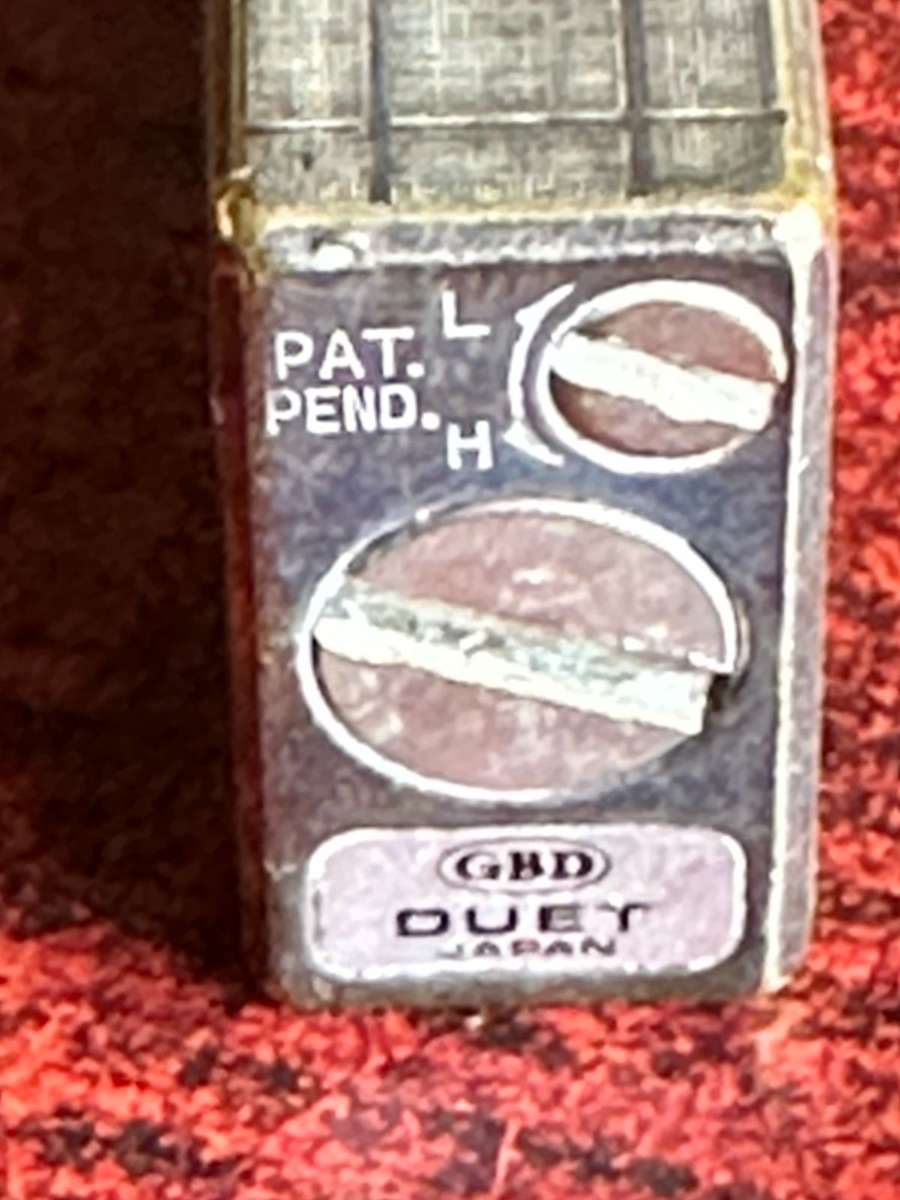 L
PAT.
PEND.
H
GBD
DUET
JAPAN